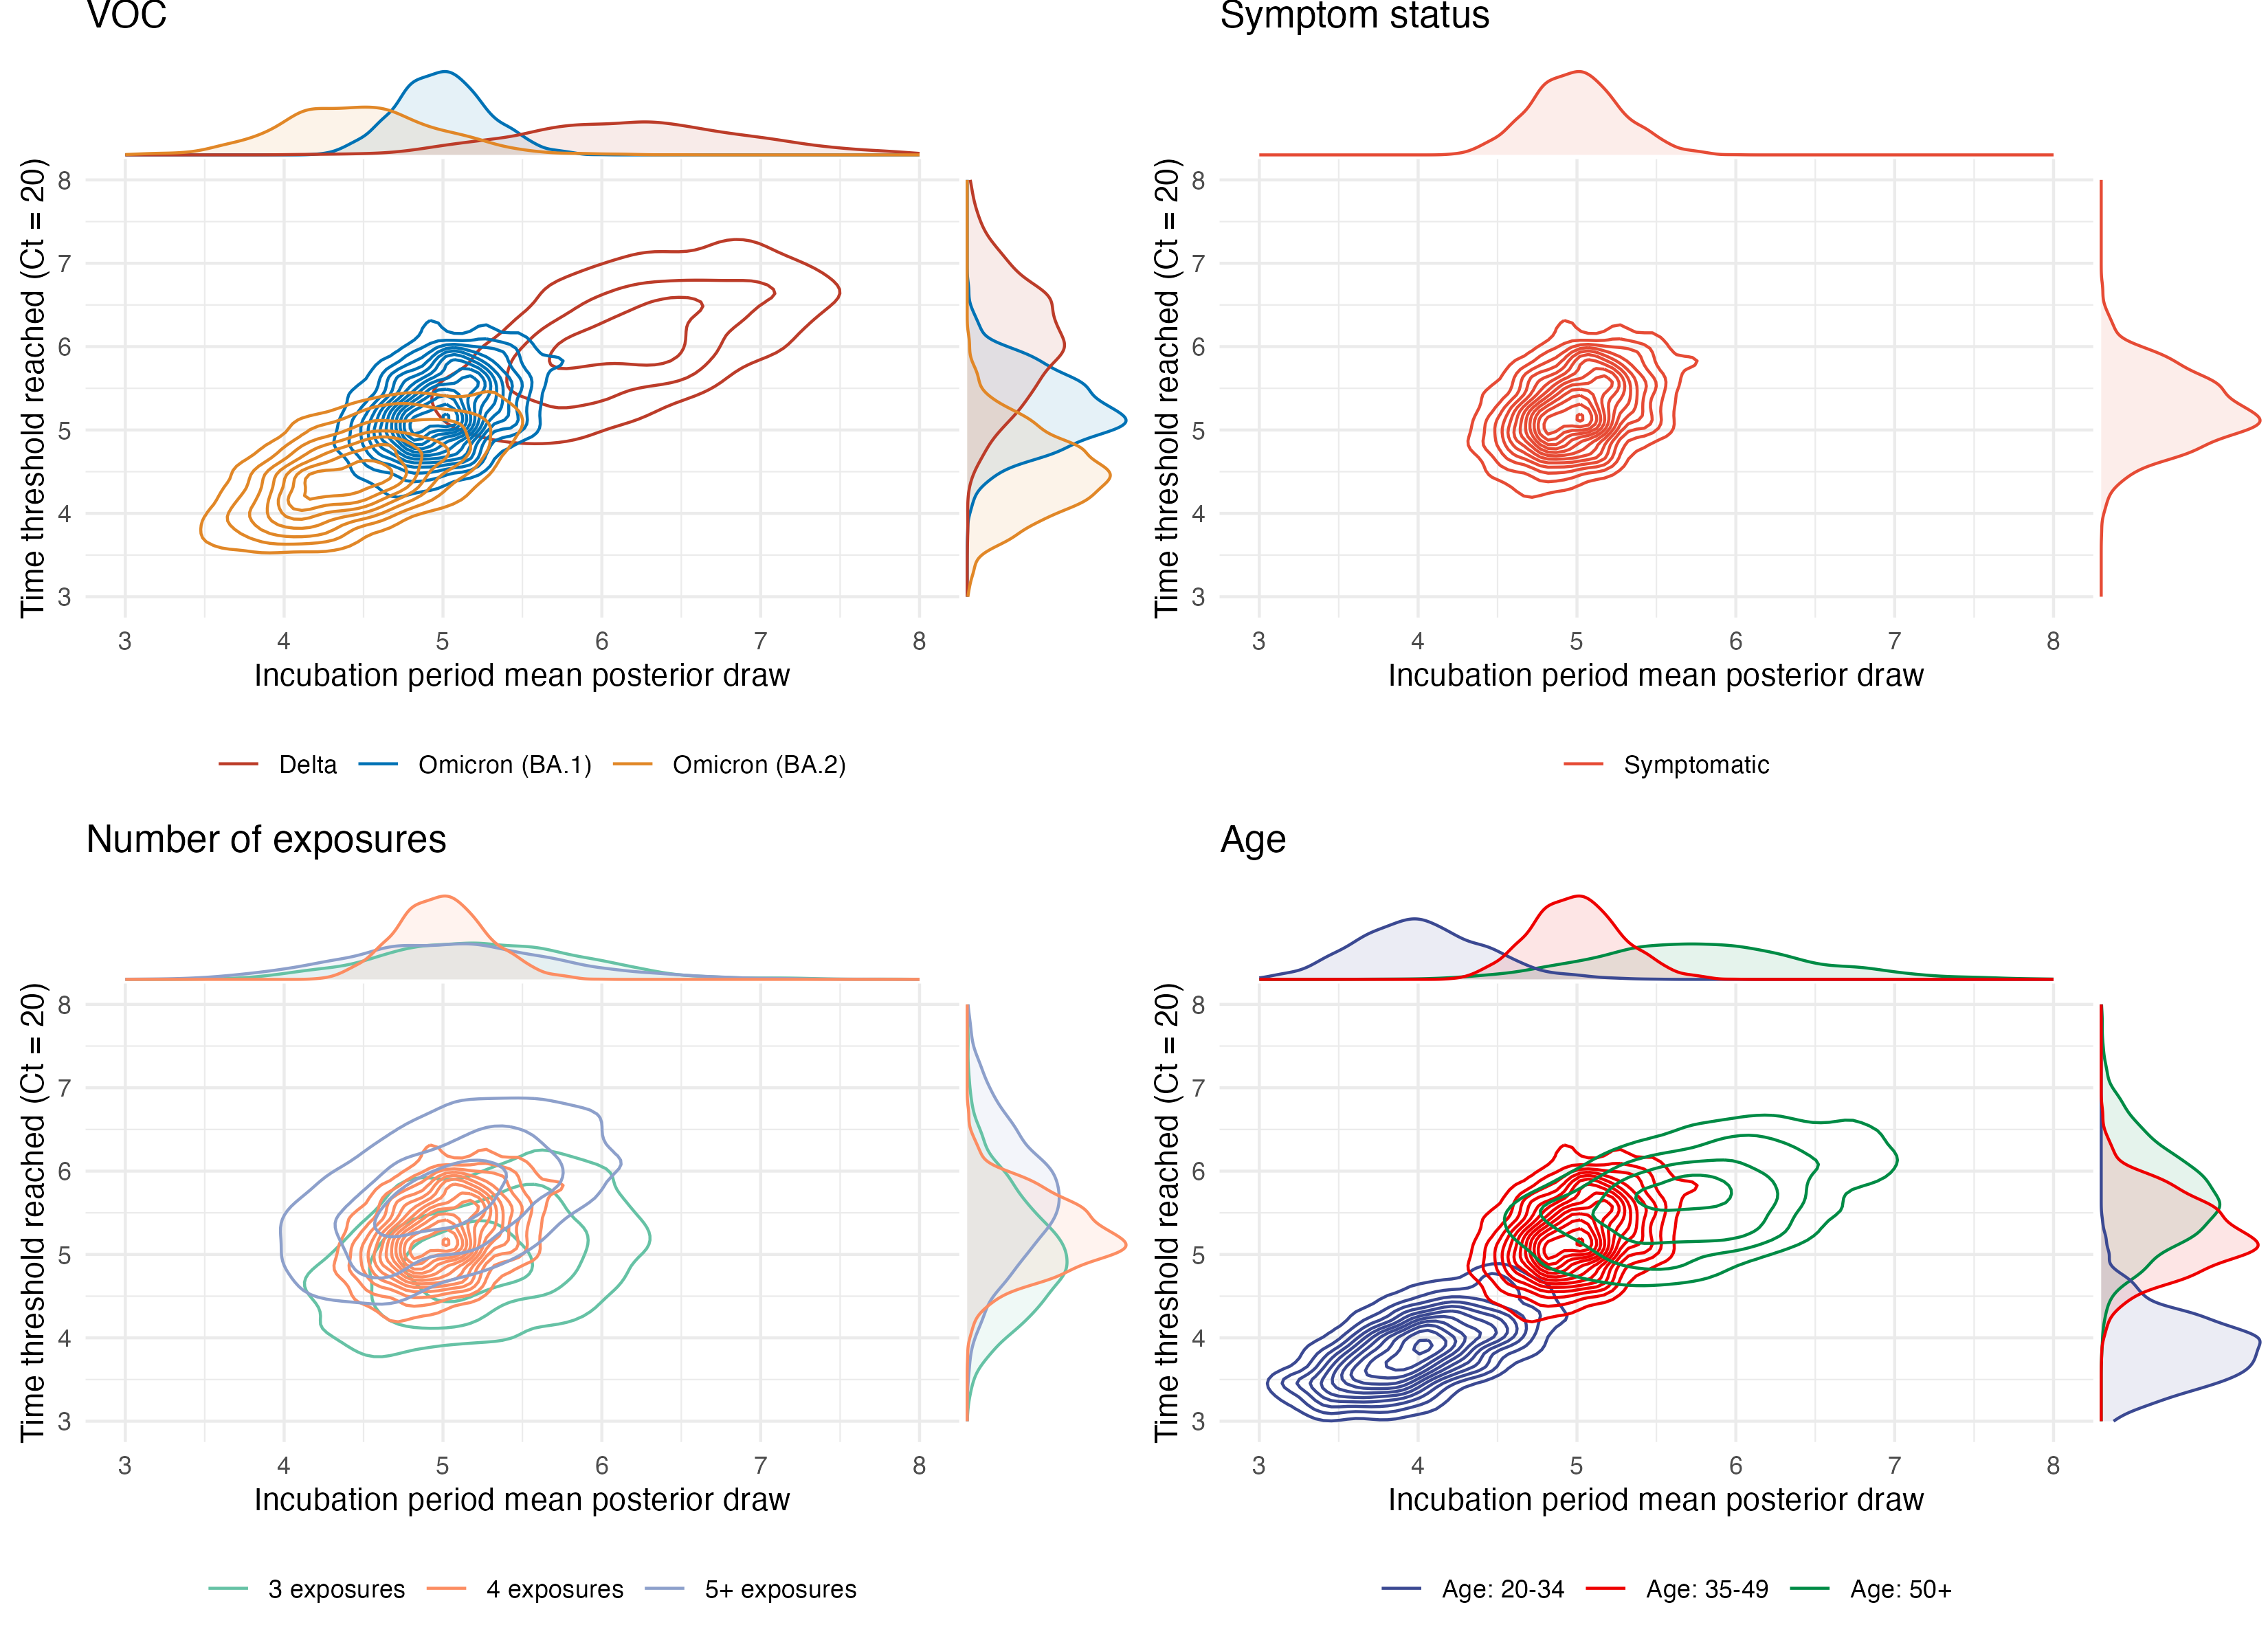 VOC
8
7
6
5
4
3
Time threshold reached (Ct = 20)
3 4 5 6 7 8
Incubation period mean posterior draw
Delta Omicron (BA.1) Omicron (BA.2)
Symptom status
8
7
6
5
4
3
Time threshold reached (Ct = 20)
3 4 5 6 7 8
Incubation period mean posterior draw
Symptomatic
Number of exposures
8
7
6
5
4
3
Time threshold reached (Ct = 20)
3 4 5 6 7 8
Incubation period mean posterior draw
3 exposures 4 exposures 5+ exposures
Age
8
7
6
5
4
3
Time threshold reached (Ct = 20)
3 4 5 6 7 8
Incubation period mean posterior draw
Age: 20-34 Age: 35-49 Age: 50+